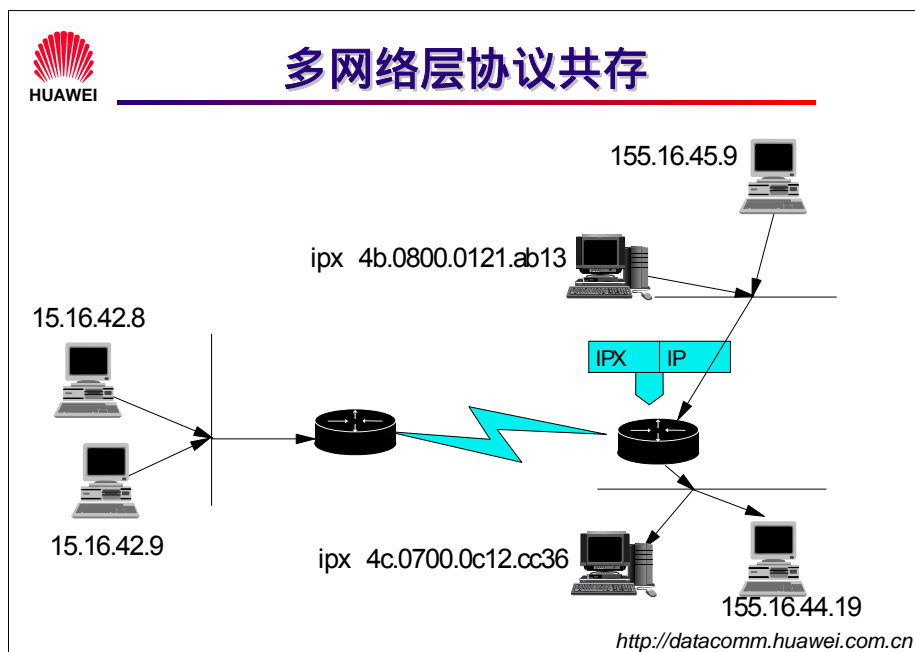 HUAWEI
多网络层协议共存
155.16.45.9
ipx 4b.0800.0121.ab13
15.16.42.8
IPX IP
15.16.42.9
ipx 4c.0700.0c12.cc36
155.16.44.19
http://datacomm.huawei.com.cn